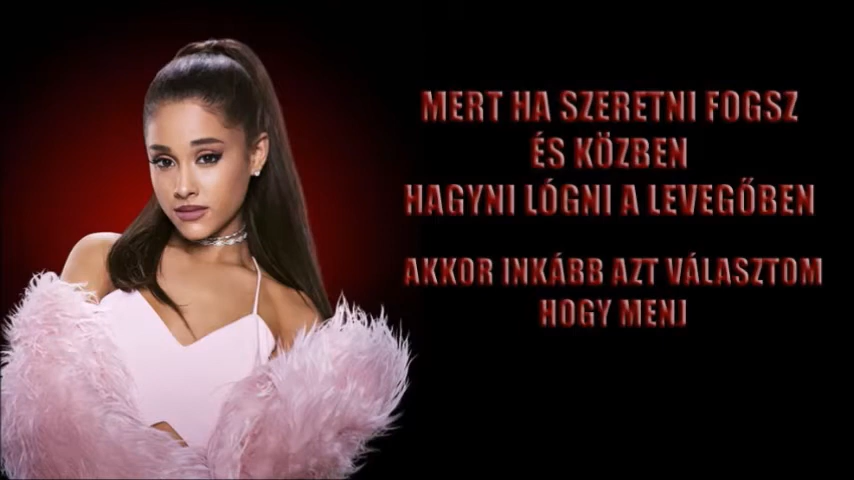 MERT HA SZERETNI FOGSZ
ÉS KÖZBEN
HAGYNI LÓGNI A LEVEGŐBEN
AKKOR INKÁBB AZT VÁLASZTOM
HOGY MENJ